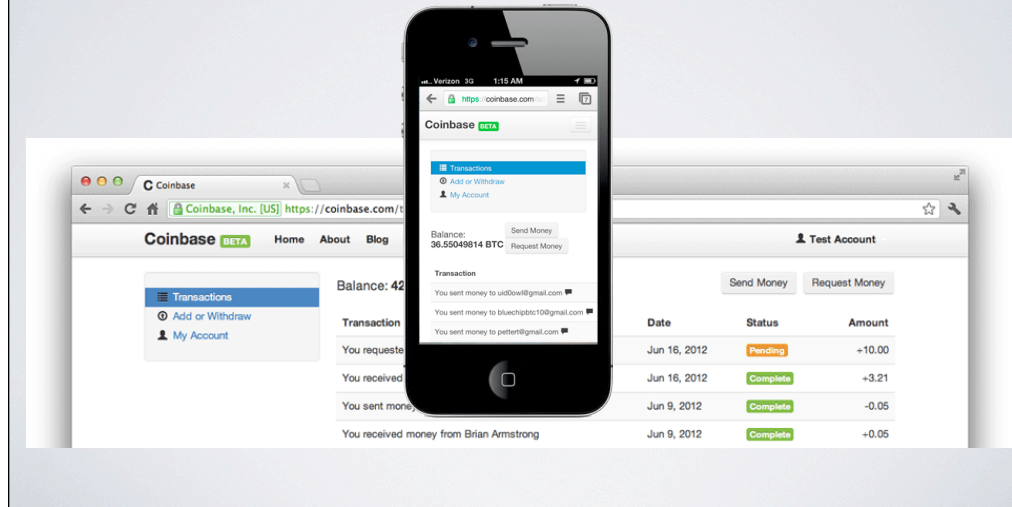 Verizon 3G 1:15 AM
https://coinbase.com
7
Coinbase BETA
Transactions
Add or Withdraw
My Account
Balance:
36.55049814 BTC
Send Money
Request Money
Transaction
You sent money to uid0owl@gmail.com
You sent money to bluechipbtc10@gmail.com
You sent money to pettert@gmail.com
C Coinbase
Coinbase, Inc. [US] https://coinbase.com/t
Coinbase BETA Home About Blog Test Account
Transactions
Add or Withdraw
My Account
Balance: 42 Send Money Request Money
Transaction Date Status Amount
You requeste Jun 16, 2012 Pending +10.00
You received Jun 16, 2012 Complete +3.21
You sent money Jun 9, 2012 Complete -0.05
You received money from Brian Armstrong Jun 9, 2012 Complete +0.05